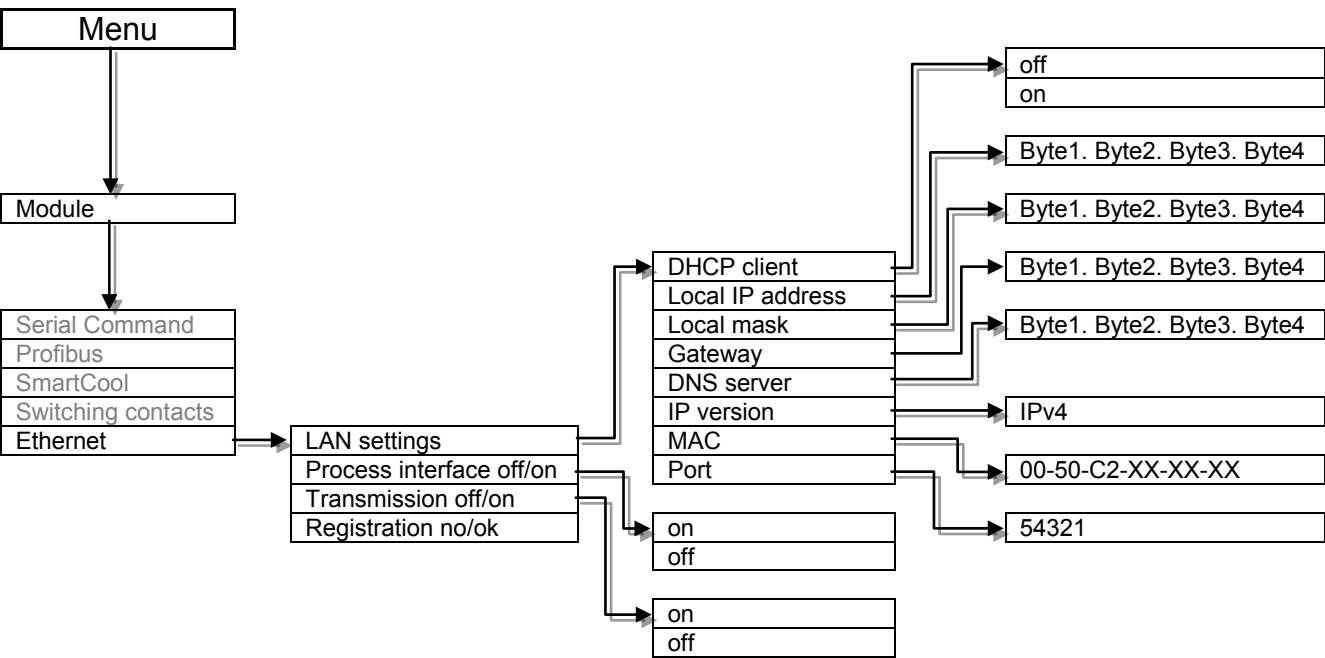 Menu
Module
Serial Command
Profibus
SmartCool
Switching contacts
Ethernet
LAN settings
Process interface off/on
Transmission off/on
Registration no/ok
DHCP client
Local IP address
Local mask
Gateway
DNS server
IP version
MAC
Port
on
off
on
off
off
on
Byte1. Byte2. Byte3. Byte4
Byte1. Byte2. Byte3. Byte4
Byte1. Byte2. Byte3. Byte4
Byte1. Byte2. Byte3. Byte4
IPv4
00-50-C2-XX-XX-XX
54321